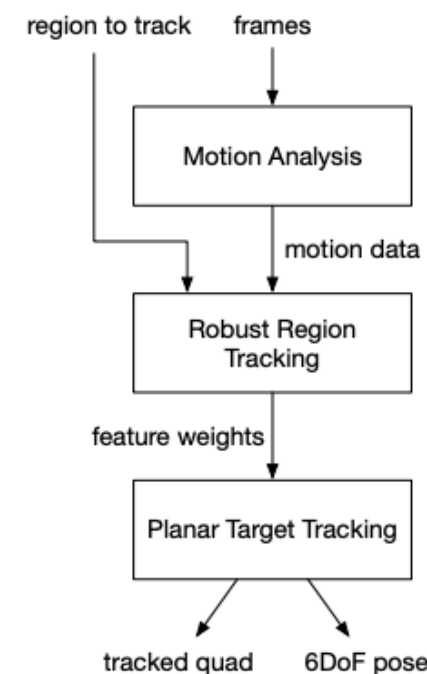 region to track
frames
Motion Analysis
motion data
Robust Region
Tracking
feature weights
Planar Target Tracking
tracked quad
6DoF pose